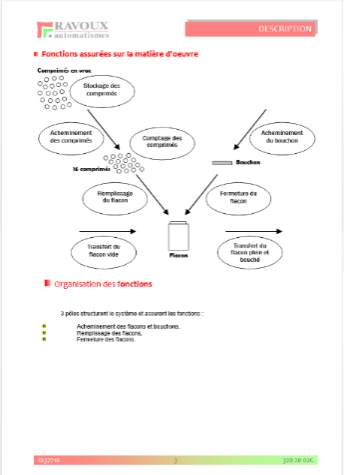 RAVOUX
automatismes
DESCRIPTION
Fonctions assurées sur la matière d'oeuvre
Comprimés en vrac
Stockage des
comprimés
Acheminement
des comprimés
Comptage des
comprimés
Acheminement
du bouchon
16 comprimés
Bouchon
Remplissage
du flacon
Fermeture du
flacon
Transfert du
flacon vide
Flacon
Transfert du
flacon plein et
bouché
Organisation des fonctions
3 pôles structurent le système et assurent les fonctions :
Acheminement des flacons et bouchons,
Remplissage des flacons,
Fermeture des flacons.
3